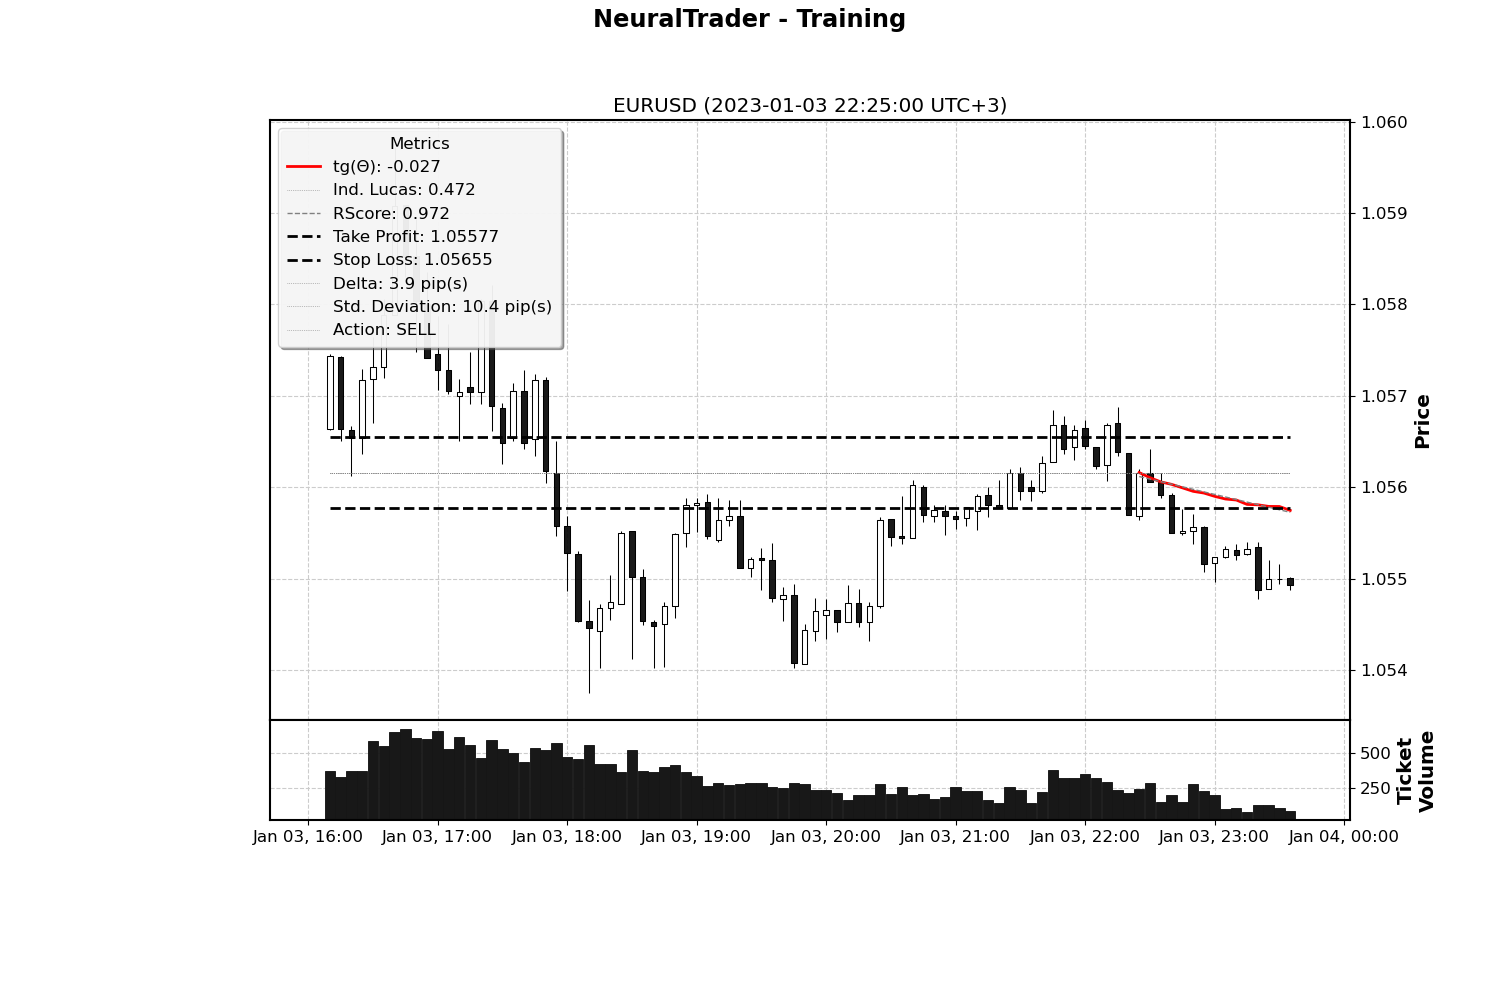 NeuralTrader - Training
EURUSD (2023-01-03 22:25:00 UTC+3)
Metrics
tg(Θ): -0.027
Ind. Lucas: 0.472
RScore: 0.972
Take Profit: 1.05577
Stop Loss: 1.05655
Delta: 3.9 pip(s)
Std. Deviation: 10.4 pip(s)
Action: SELL
1.060
1.059
1.058
1.057
1.056
1.055
1.054
Price
500
250
Ticket
Volume
Jan 03, 16:00
Jan 03, 17:00
Jan 03, 18:00
Jan 03, 19:00
Jan 03, 20:00
Jan 03, 21:00
Jan 03, 22:00
Jan 03, 23:00
Jan 04, 00:00